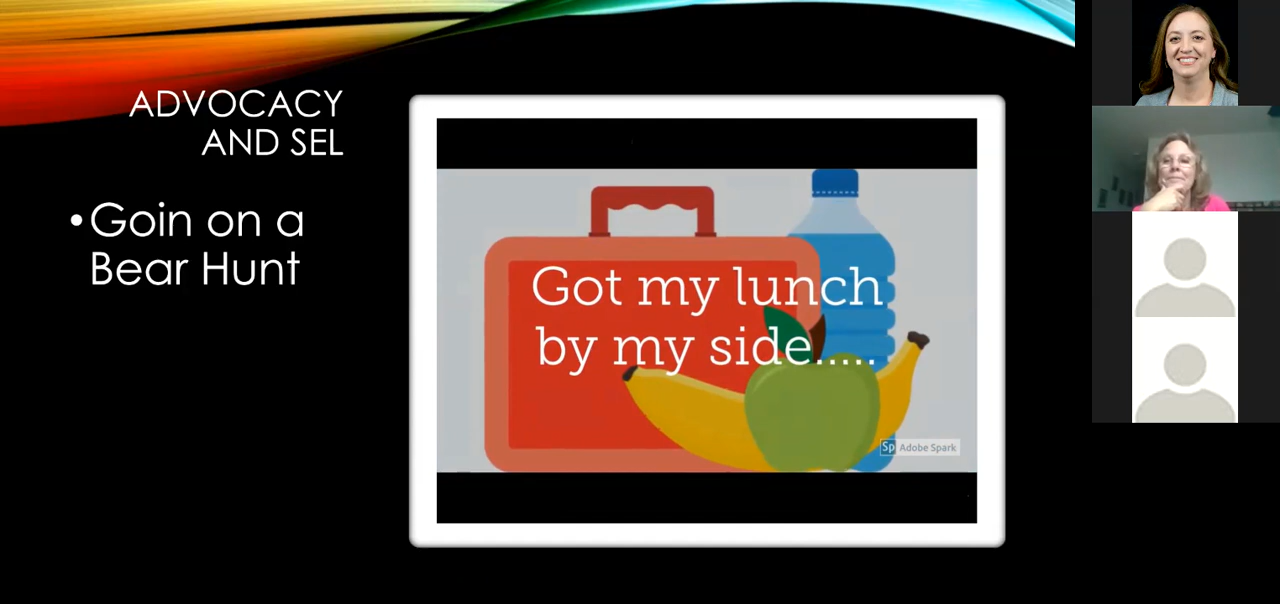 ADVOCACY
AND SEL
•Goin on a
Bear Hunt
Got my lunch
by my side.....
Sp Adobe Spark